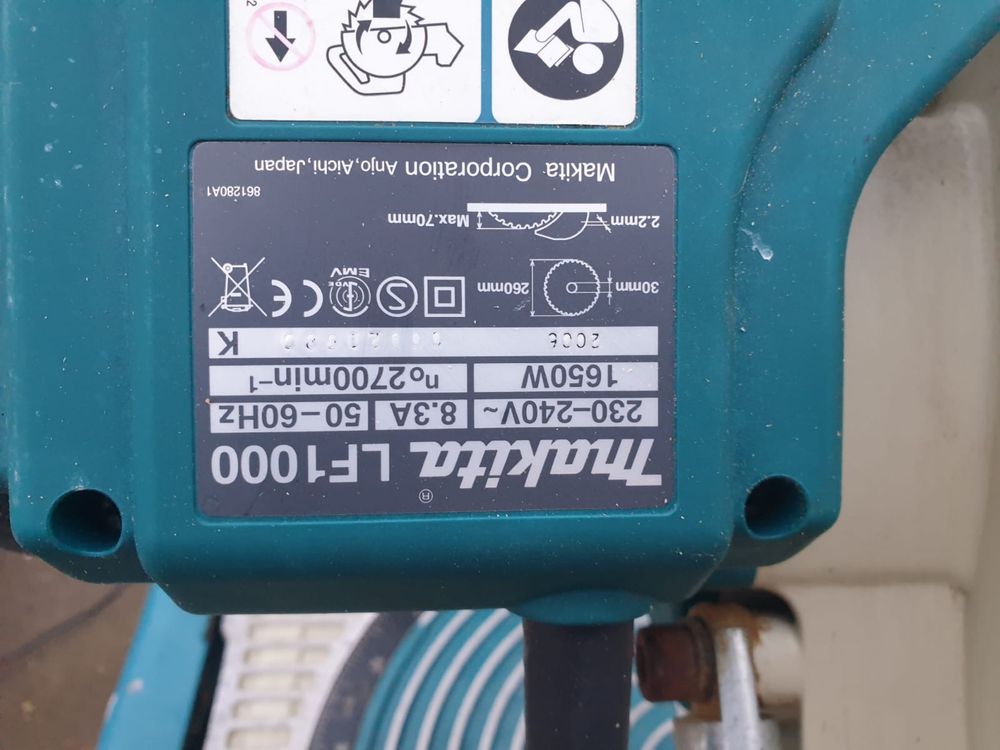 makita® LF1000
230–240V~ 8.3A 50–60Hz
1650W n₀2700min⁻¹
2006 K
30mm 260mm
VDE
EMV
2.2mm Max.70mm
861280A1
Makita Corporation Anjo, Aichi, Japan